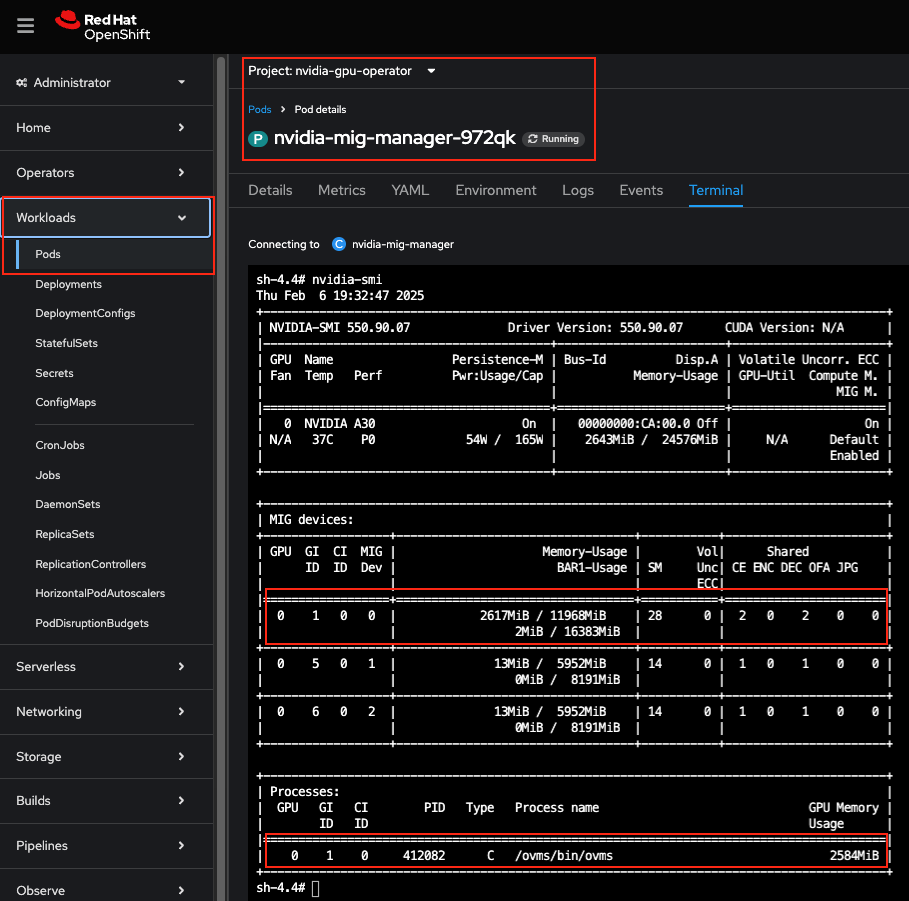 Red Hat
OpenShift
Administrator
Home
Operators
Workloads
Pods
Deployments
DeploymentConfigs
StatefulSets
Secrets
ConfigMaps
CronJobs
Jobs
DaemonSets
ReplicaSets
ReplicationControllers
HorizontalPodAutoscalers
PodDisruptionBudgets
Serverless
Networking
Storage
Builds
Pipelines
Observe
Project: nvidia-gpu-operator
Pods > Pod details
P nvidia-mig-manager-972qk Running
Details Metrics YAML Environment Logs Events Terminal
Connecting to C nvidia-mig-manager
sh-4.4# nvidia-smi
Thu Feb  6 19:32:47 2025
| NVIDIA-SMI 550.90.07 Driver Version: 550.90.07 CUDA Version: N/A |
| GPU Name Persistence-M | Bus-Id Disp.A | Volatile Uncorr. ECC |
| Fan Temp Perf Pwr:Usage/Cap | Memory-Usage | GPU-Util Compute M. |
| | | MIG M. |
| 0 NVIDIA A30 On | 00000000:CA:00.0 Off | On |
| N/A 37C P0 54W / 165W | 2643MiB / 24576MiB | N/A Default |
| | | Enabled |
| MIG devices: |
| GPU GI CI MIG | Memory-Usage | Vol| Shared |
| ID ID Dev | BAR1-Usage | SM Unc| CE ENC DEC OFA JPG |
| | | ECC| |
| 0 1 0 0 | 2617MiB / 11968MiB | 28 0 | 2 0 2 0 0 |
| | 2MiB / 16383MiB | | |
| 0 5 0 1 | 13MiB / 5952MiB | 14 0 | 1 0 1 0 0 |
| | 0MiB / 8191MiB | | |
| 0 6 0 2 | 13MiB / 5952MiB | 14 0 | 1 0 1 0 0 |
| | 0MiB / 8191MiB | | |
| Processes: |
| GPU GI CI PID Type Process name GPU Memory |
| ID ID Usage |
| 0 1 0 412082 C /ovms/bin/ovms 2584MiB |
sh-4.4#